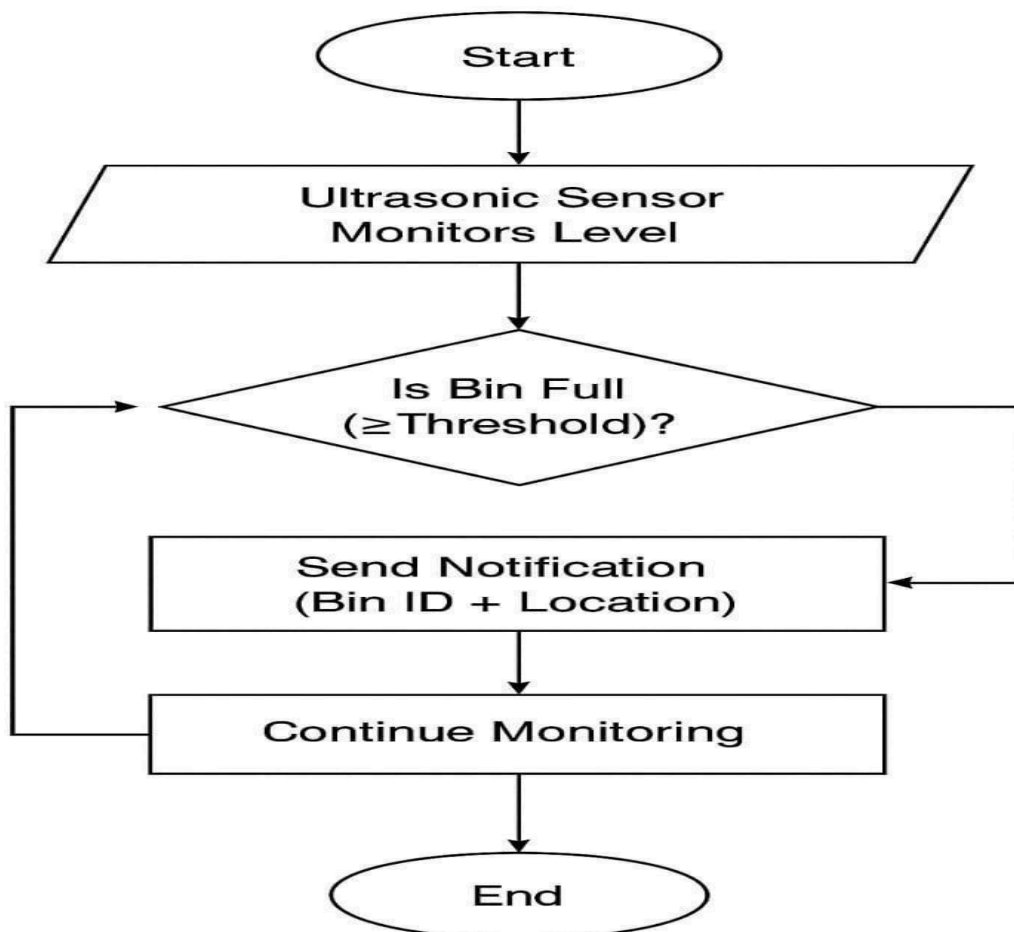 Start
Ultrasonic Sensor
Monitors Level
Is Bin Full
(≥Threshold)?
Send Notification
(Bin ID + Location)
Continue Monitoring
End